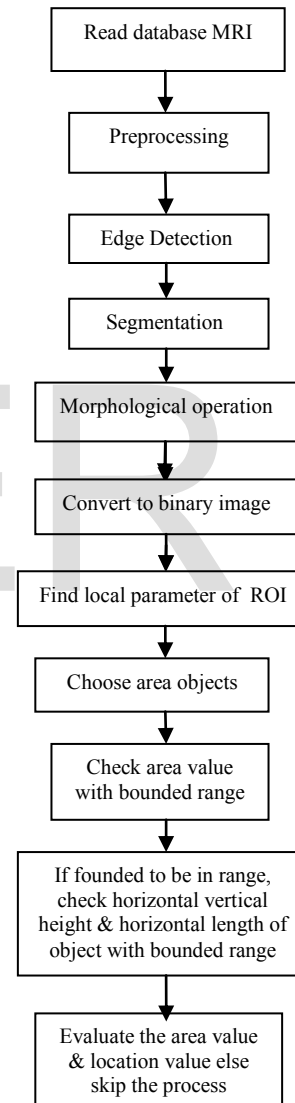 Read database MRI
Preprocessing
Edge Detection
Segmentation
ER
Morphological operation
Convert to binary image
Find local parameter of  ROI
Choose area objects
Check area value
with bounded range
If founded to be in range,
check horizontal vertical
height & horizontal length of
object with bounded range
Evaluate the area value
& location value else
skip the process